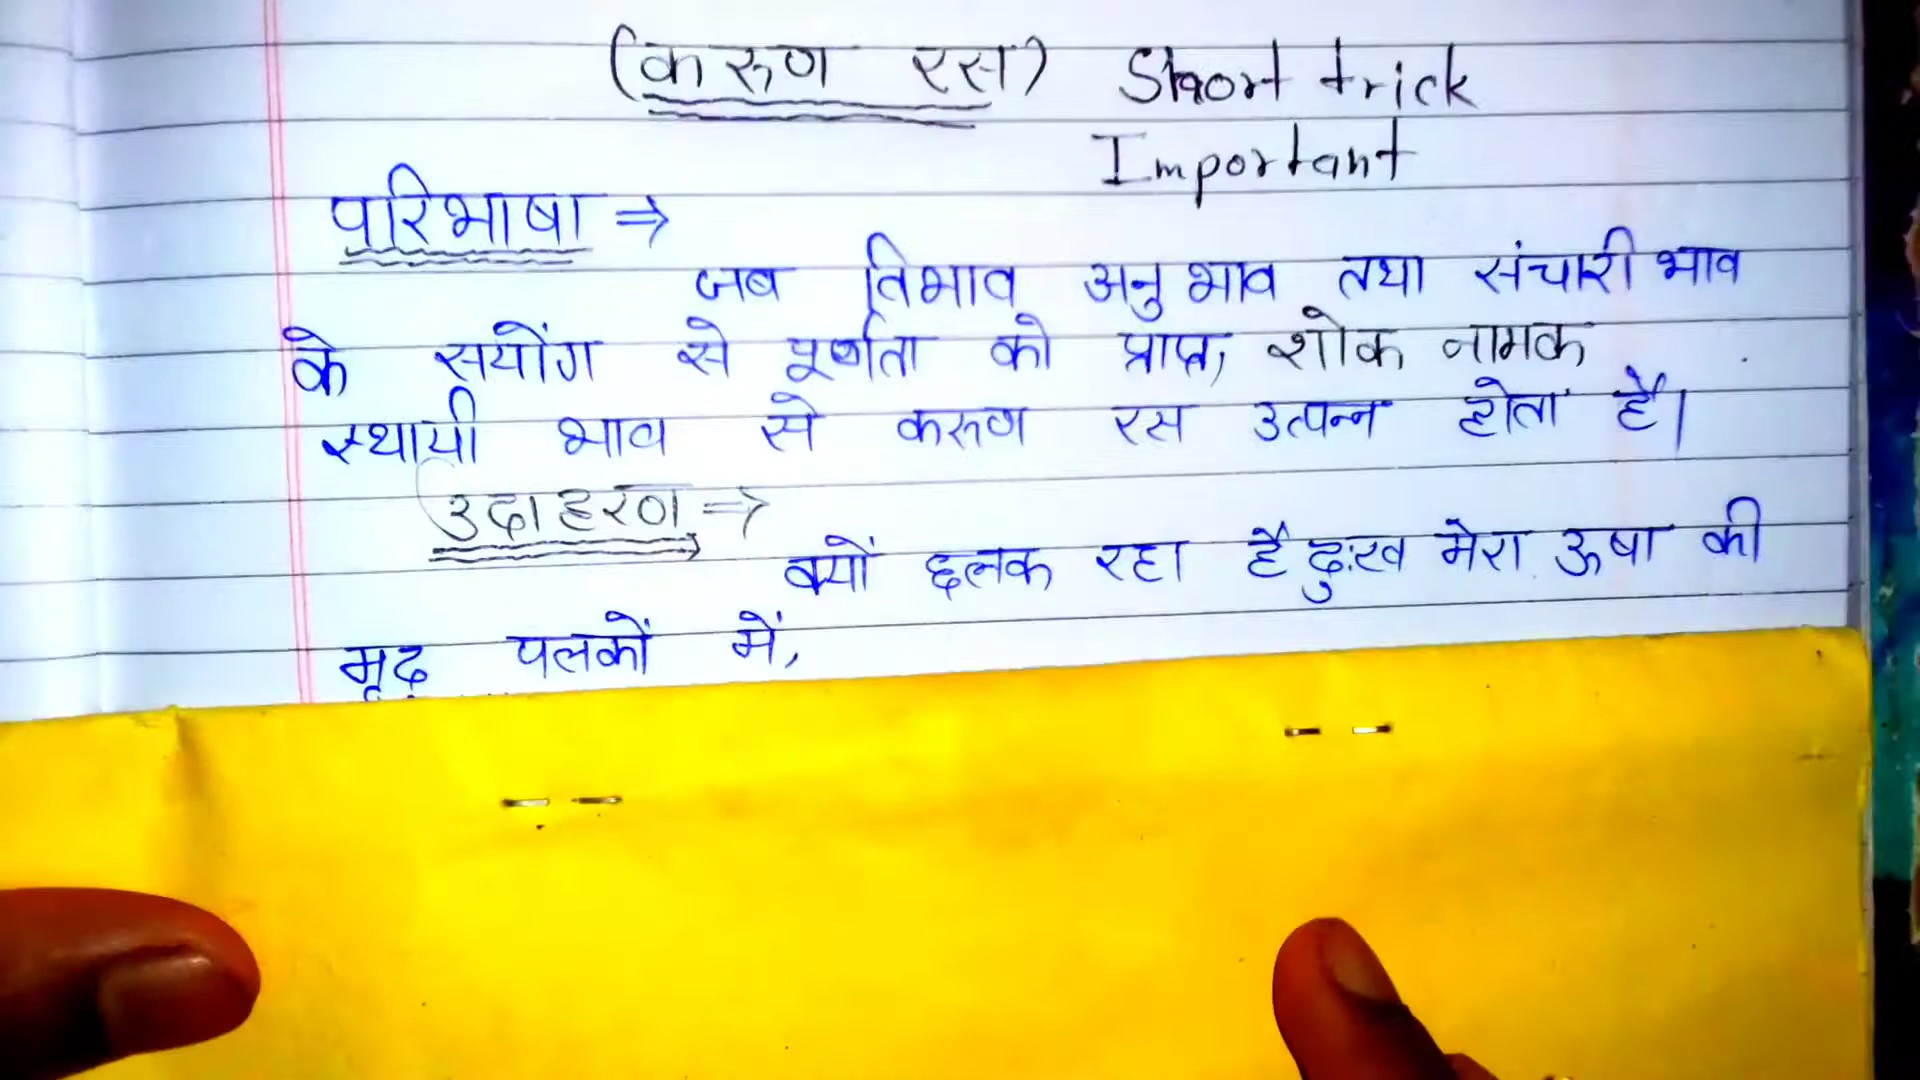 (करुण रस) Short trick
Important
परिभाषा ⇒
जब विभाव अनुभाव तथा संचारी भाव
के सयोंग से पूर्णता को प्राप्त, शोक नामक
स्थायी भाव से करुण रस उत्पन्न होता है।
उदाहरण ⇒
क्यों छलक रहा है दुःख मेरा ऊषा की
मृदु पलकों में,